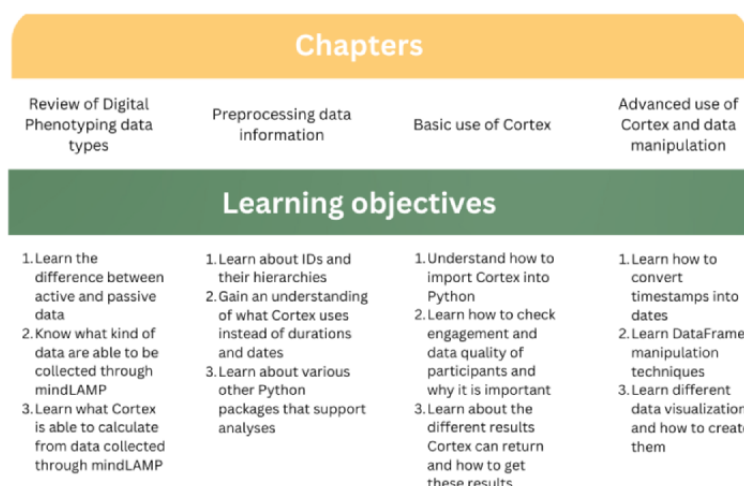 Chapters
Review of Digital
Phenotyping data
types
Preprocessing data
information
Basic use of Cortex
Advanced use of
Cortex and data
manipulation
Learning objectives
1. Learn the
difference between
active and passive
data
2. Know what kind of
data are able to be
collected through
mindLAMP
3. Learn what Cortex
is able to calculate
from data collected
through mindLAMP
1. Learn about IDs and
their hierarchies
2. Gain an understanding
of what Cortex uses
instead of durations
and dates
3. Learn about various
other Python
packages that support
analyses
1. Understand how to
import Cortex into
Python
2. Learn how to check
engagement and
data quality of
participants and
why it is important
3. Learn about the
different results
Cortex can return
and how to get
these results
1. Learn how to
convert
timestamps into
dates
2. Learn DataFrame
manipulation
techniques
3. Learn different
data visualization
and how to create
them